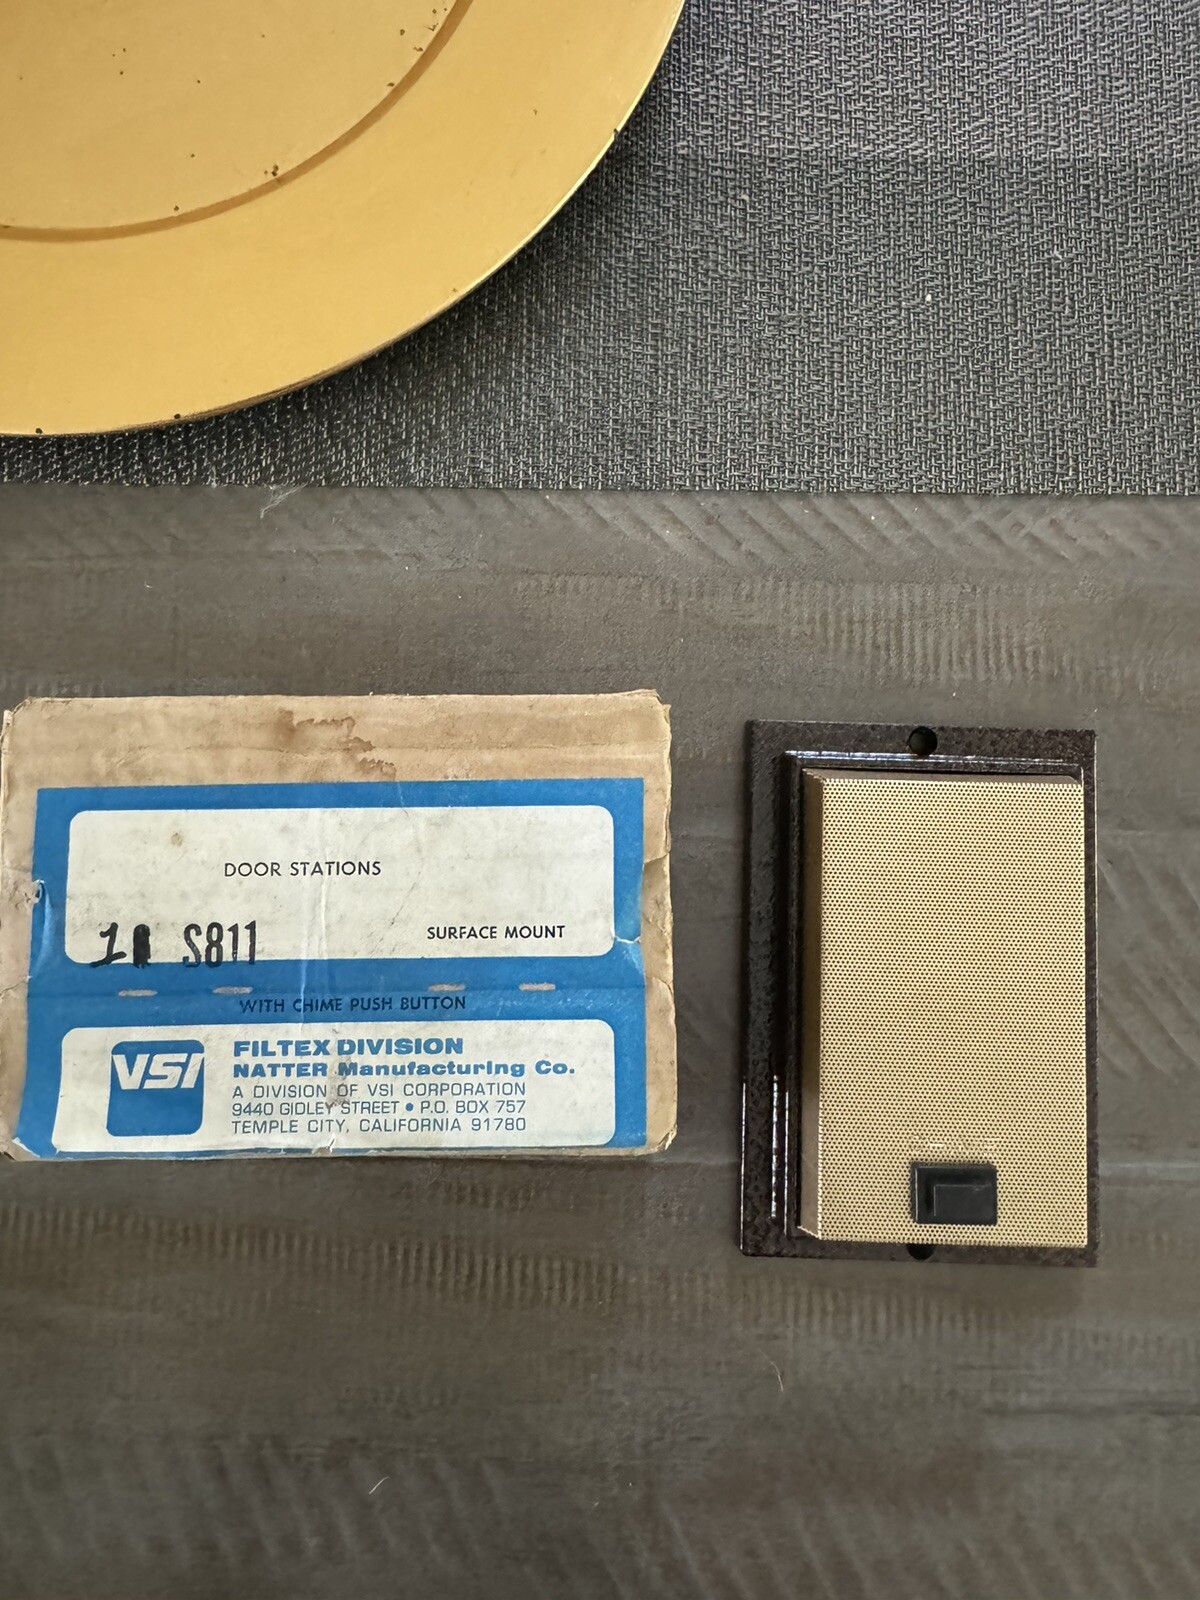 DOOR STATIONS
1 S811
SURFACE MOUNT
WITH CHIME PUSH BUTTON
VSI
FILTEX DIVISION
NATTER Manufacturing Co.
A DIVISION OF VSI CORPORATION
9440 GIDLEY STREET • P.O. BOX 757
TEMPLE CITY, CALIFORNIA 91780